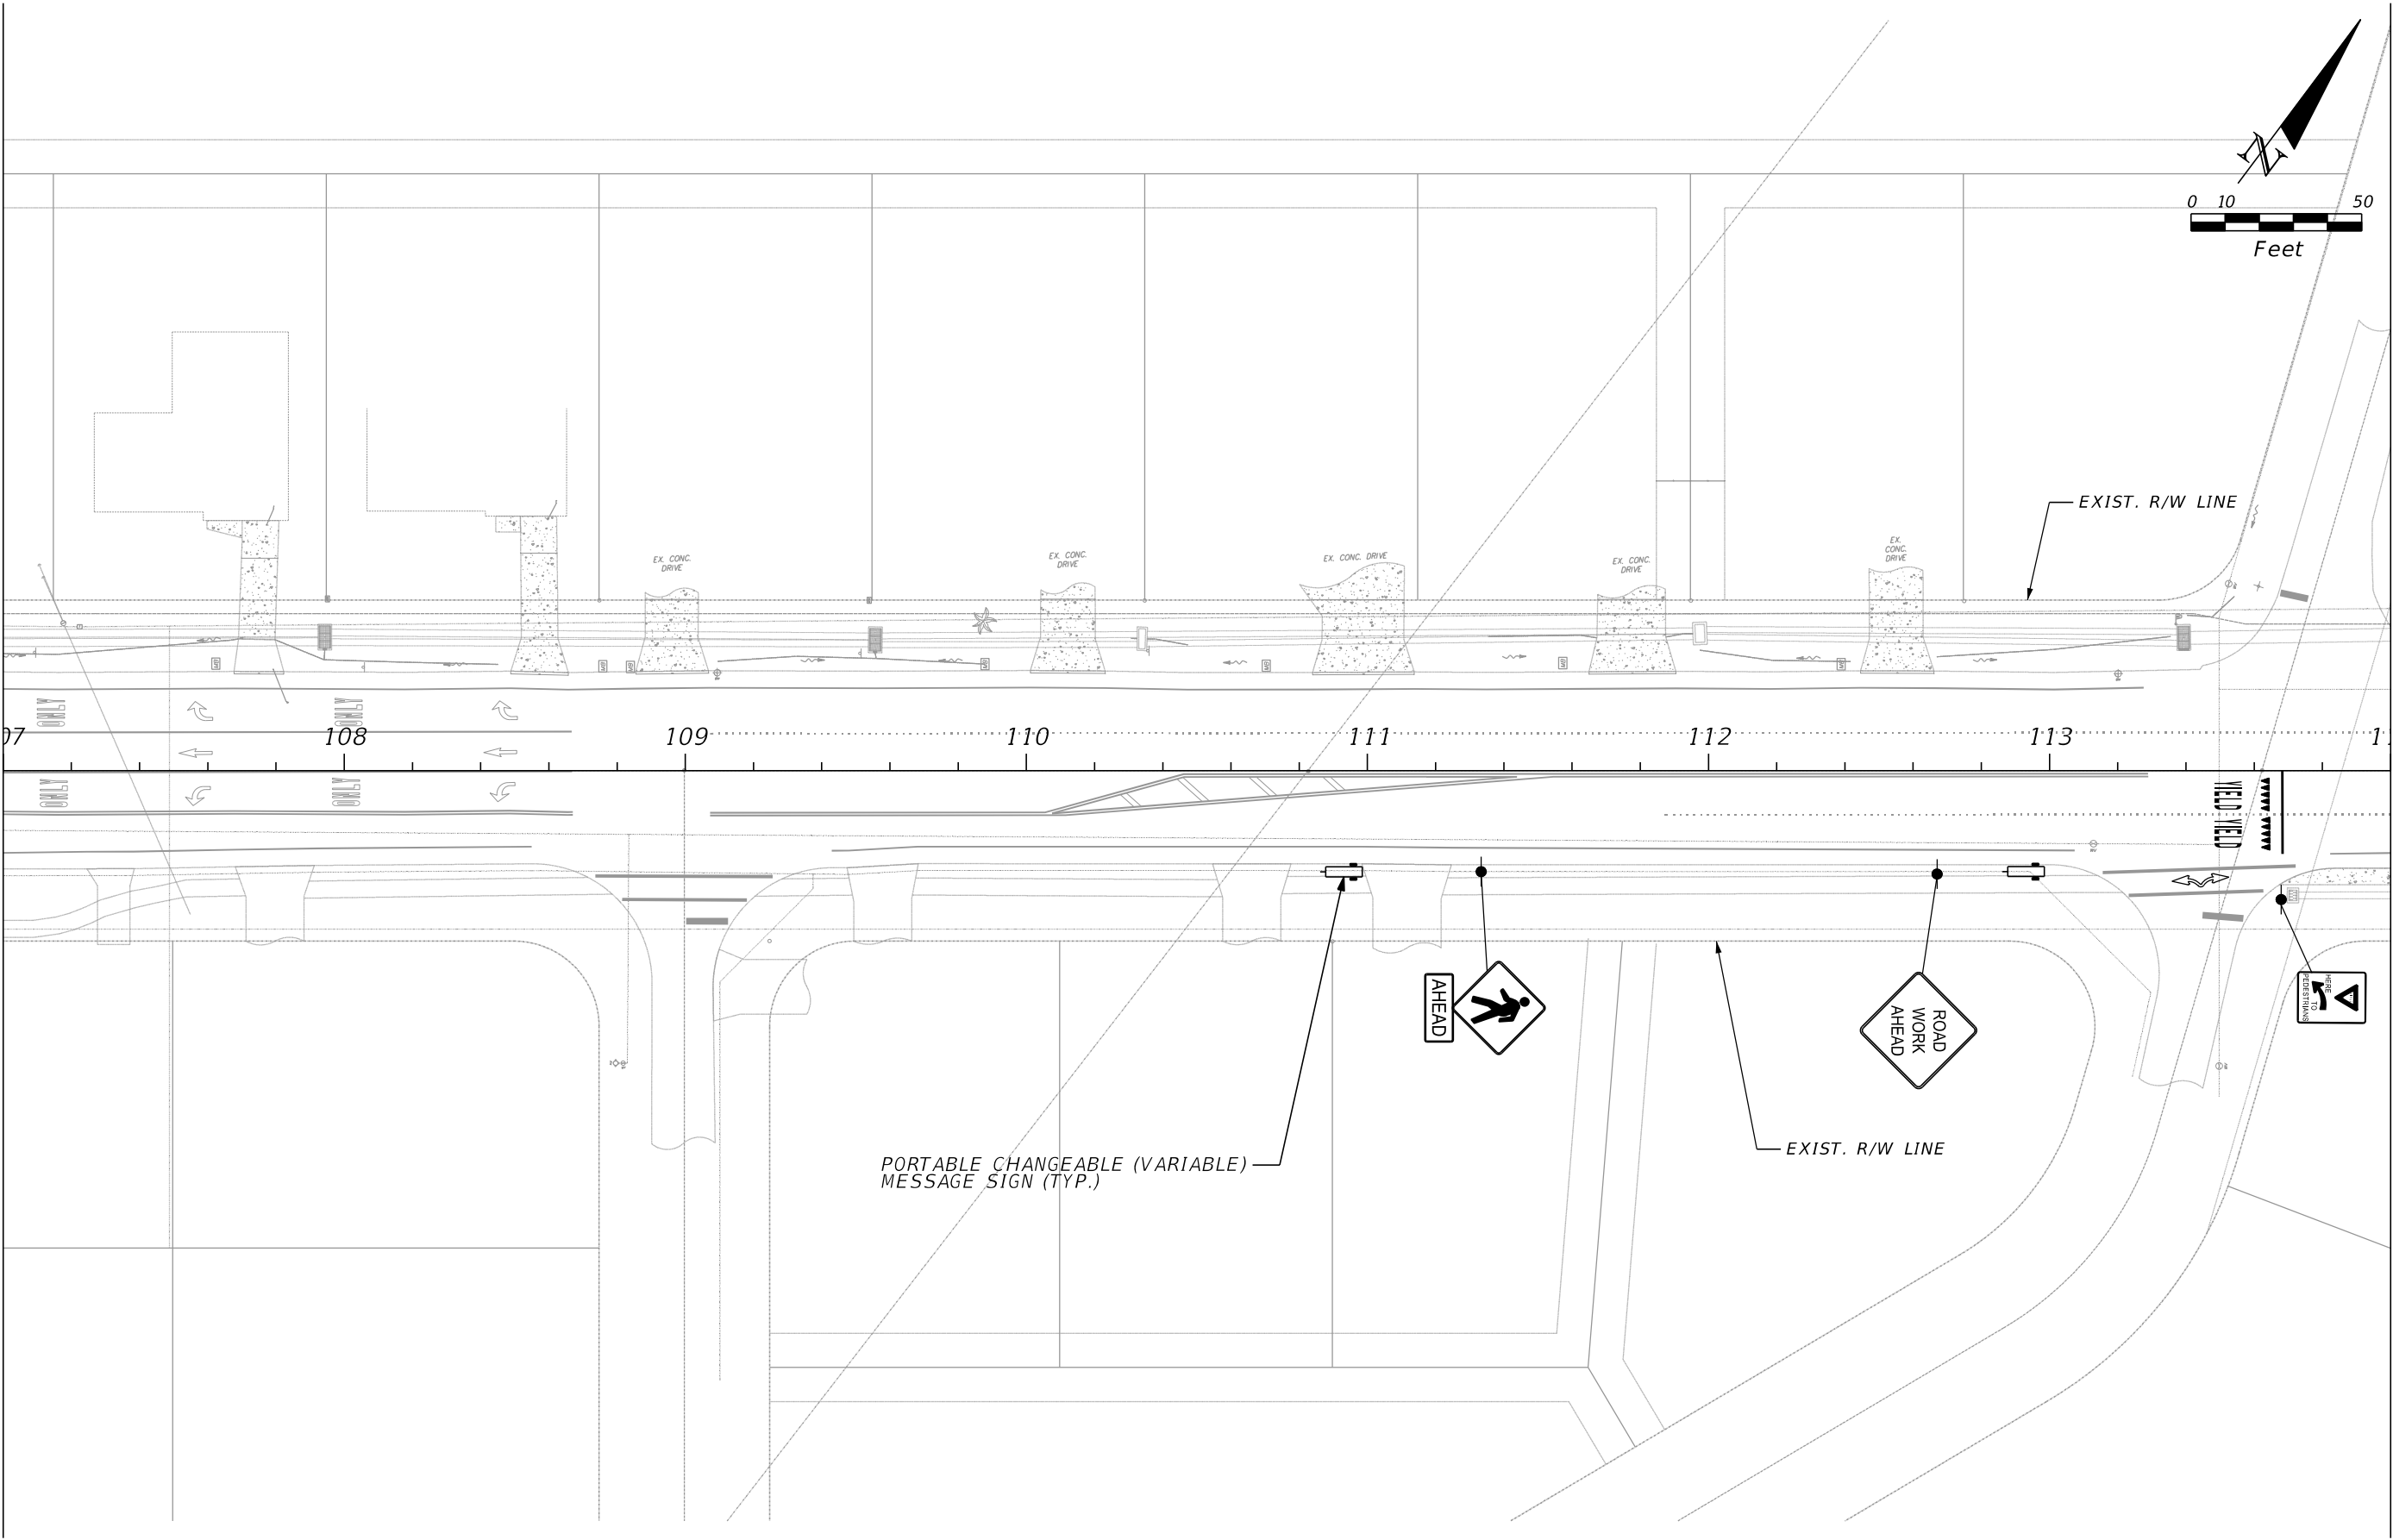 N
0 10 50
Feet
EXIST. R/W LINE
EX. CONC.
DRIVE
EX. CONC.
DRIVE
EX. CONC. DRIVE
EX. CONC.
DRIVE
EX.
CONC.
DRIVE
ONLY
ONLY
07 108 109 110 111 112 113 11
ONLY
ONLY
YIELD
YIELD
AHEAD
ROAD
WORK
AHEAD
HERE
TO
PEDESTRIANS
EXIST. R/W LINE
PORTABLE CHANGEABLE (VARIABLE)
MESSAGE SIGN (TYP.)